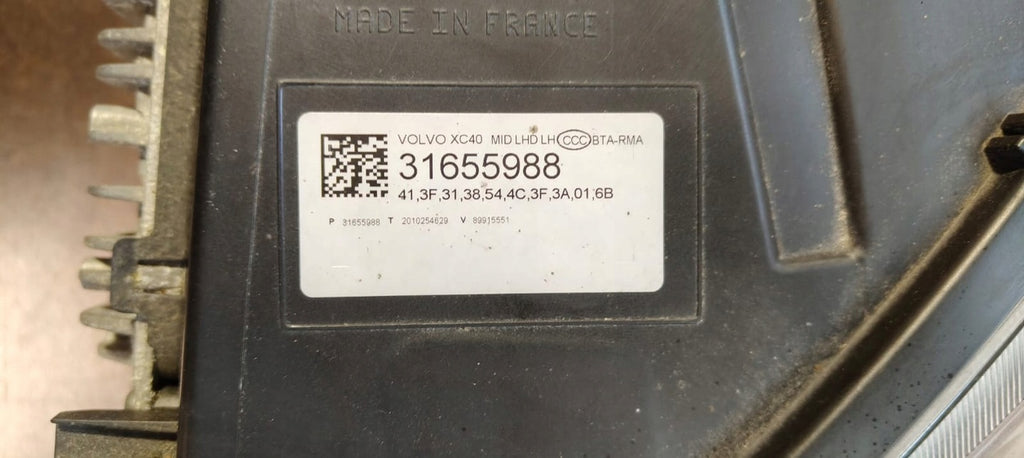 MADE IN FRANCE
VOLVO XC40 MID LHD LH CCC BTA-RMA
31655988
41,3F,31,38,54,4C,3F,3A,01,6B
P 31655988 T 2010254629 V 89915551